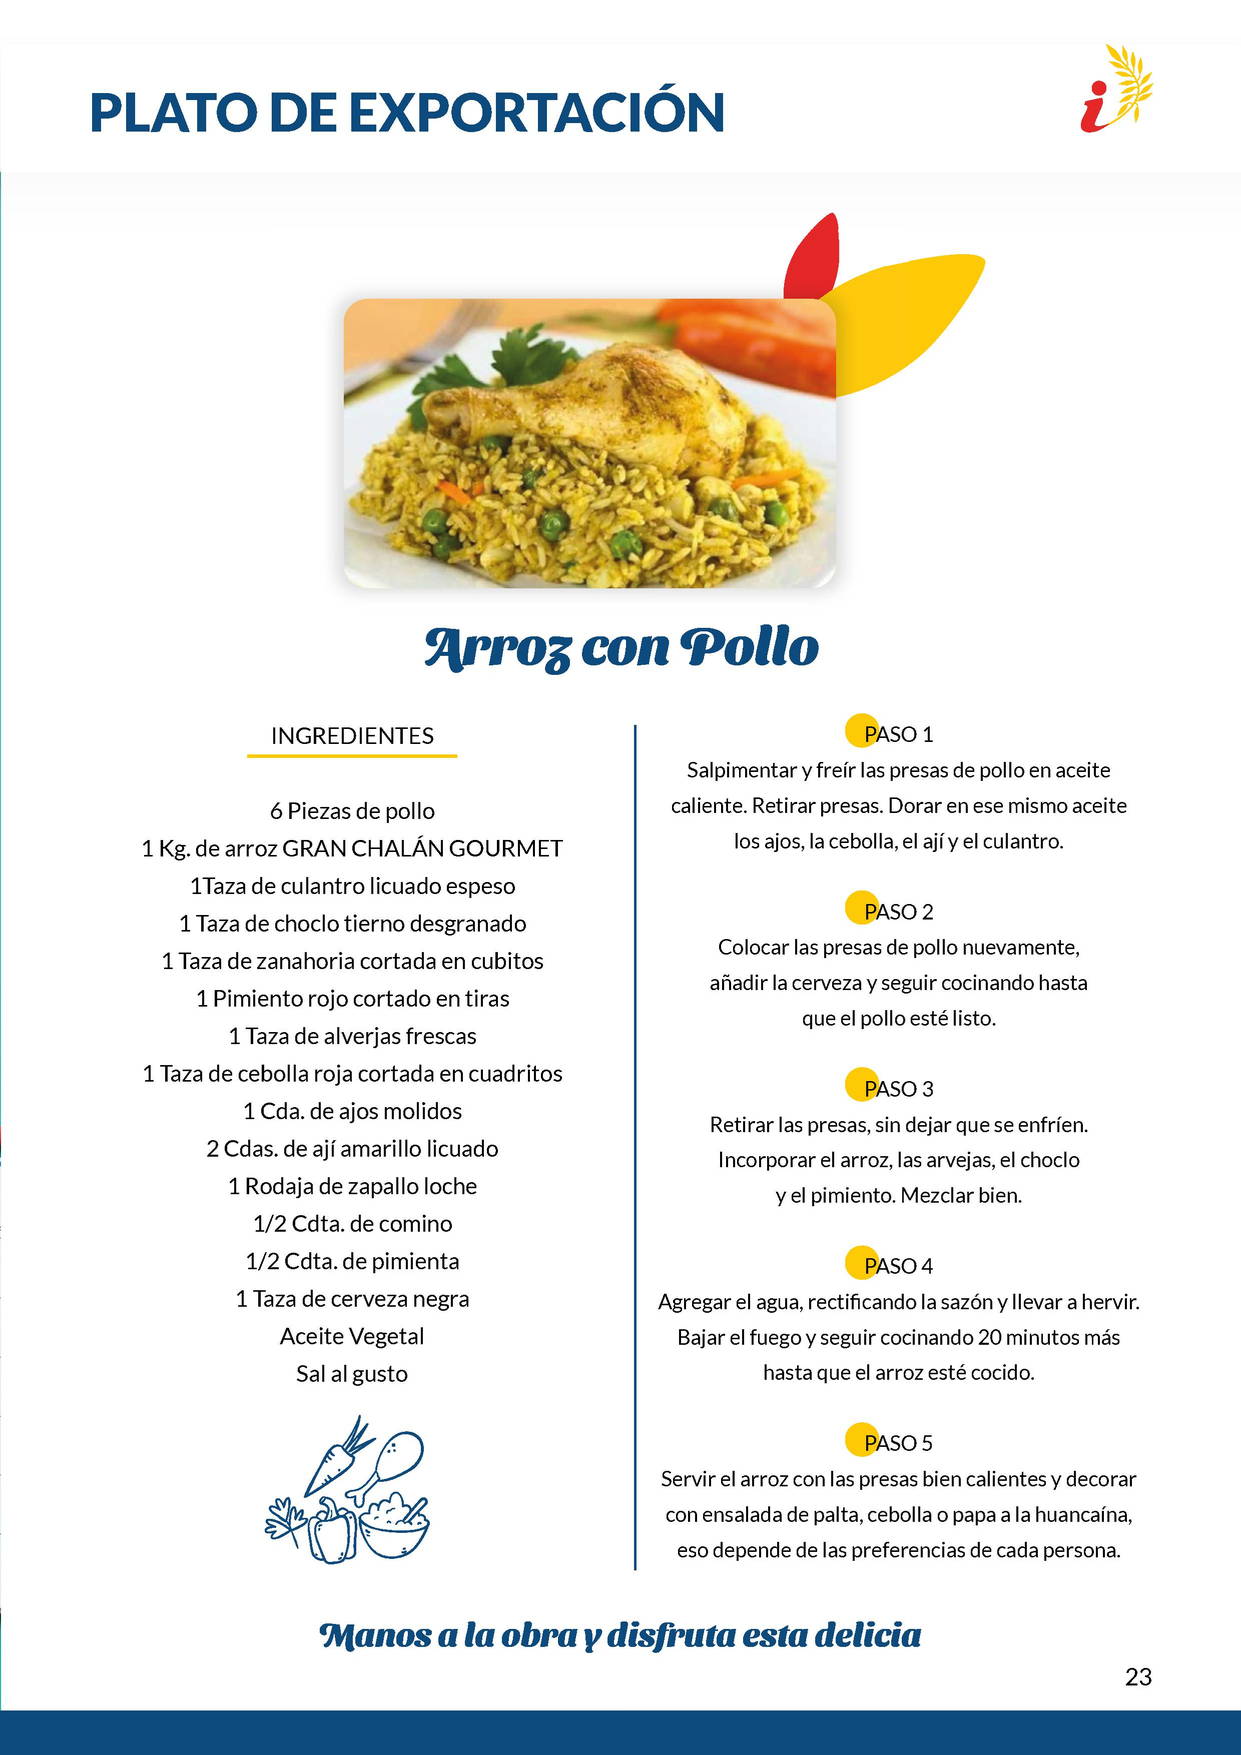 PLATO DE EXPORTACIÓN
i
Arroz con Pollo
INGREDIENTES
6 Piezas de pollo
1 Kg. de arroz GRAN CHALÁN GOURMET
1Taza de culantro licuado espeso
1 Taza de choclo tierno desgranado
1 Taza de zanahoria cortada en cubitos
1 Pimiento rojo cortado en tiras
1 Taza de alverjas frescas
1 Taza de cebolla roja cortada en cuadritos
1 Cda. de ajos molidos
2 Cdas. de ají amarillo licuado
1 Rodaja de zapallo loche
1/2 Cdta. de comino
1/2 Cdta. de pimienta
1 Taza de cerveza negra
Aceite Vegetal
Sal al gusto
PASO 1
Salpimentar y freír las presas de pollo en aceite
caliente. Retirar presas. Dorar en ese mismo aceite
los ajos, la cebolla, el ají y el culantro.
PASO 2
Colocar las presas de pollo nuevamente,
añadir la cerveza y seguir cocinando hasta
que el pollo esté listo.
PASO 3
Retirar las presas, sin dejar que se enfríen.
Incorporar el arroz, las arvejas, el choclo
y el pimiento. Mezclar bien.
PASO 4
Agregar el agua, rectificando la sazón y llevar a hervir.
Bajar el fuego y seguir cocinando 20 minutos más
hasta que el arroz esté cocido.
PASO 5
Servir el arroz con las presas bien calientes y decorar
con ensalada de palta, cebolla o papa a la huancaína,
eso depende de las preferencias de cada persona.
Manos a la obra y disfruta esta delicia
23